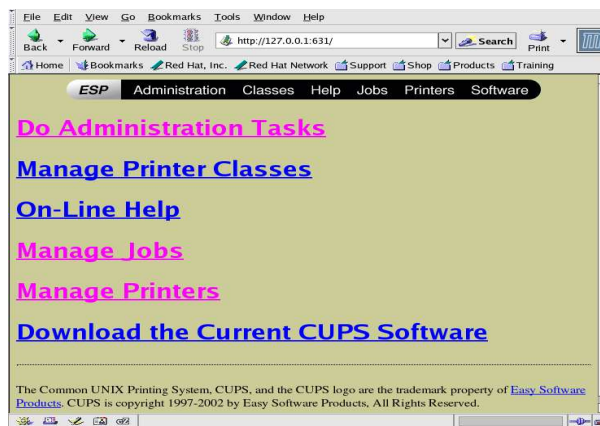 File Edit View Go Bookmarks Tools Window Help
Back Forward Reload Stop http://127.0.0.1:631/ Search Print
Home Bookmarks Red Hat, Inc. Red Hat Network Support Shop Products Training
ESP Administration Classes Help Jobs Printers Software
Do Administration Tasks
Manage Printer Classes
On-Line Help
Manage Jobs
Manage Printers
Download the Current CUPS Software
The Common UNIX Printing System, CUPS, and the CUPS logo are the trademark property of Easy Software
Products. CUPS is copyright 1997-2002 by Easy Software Products, All Rights Reserved.